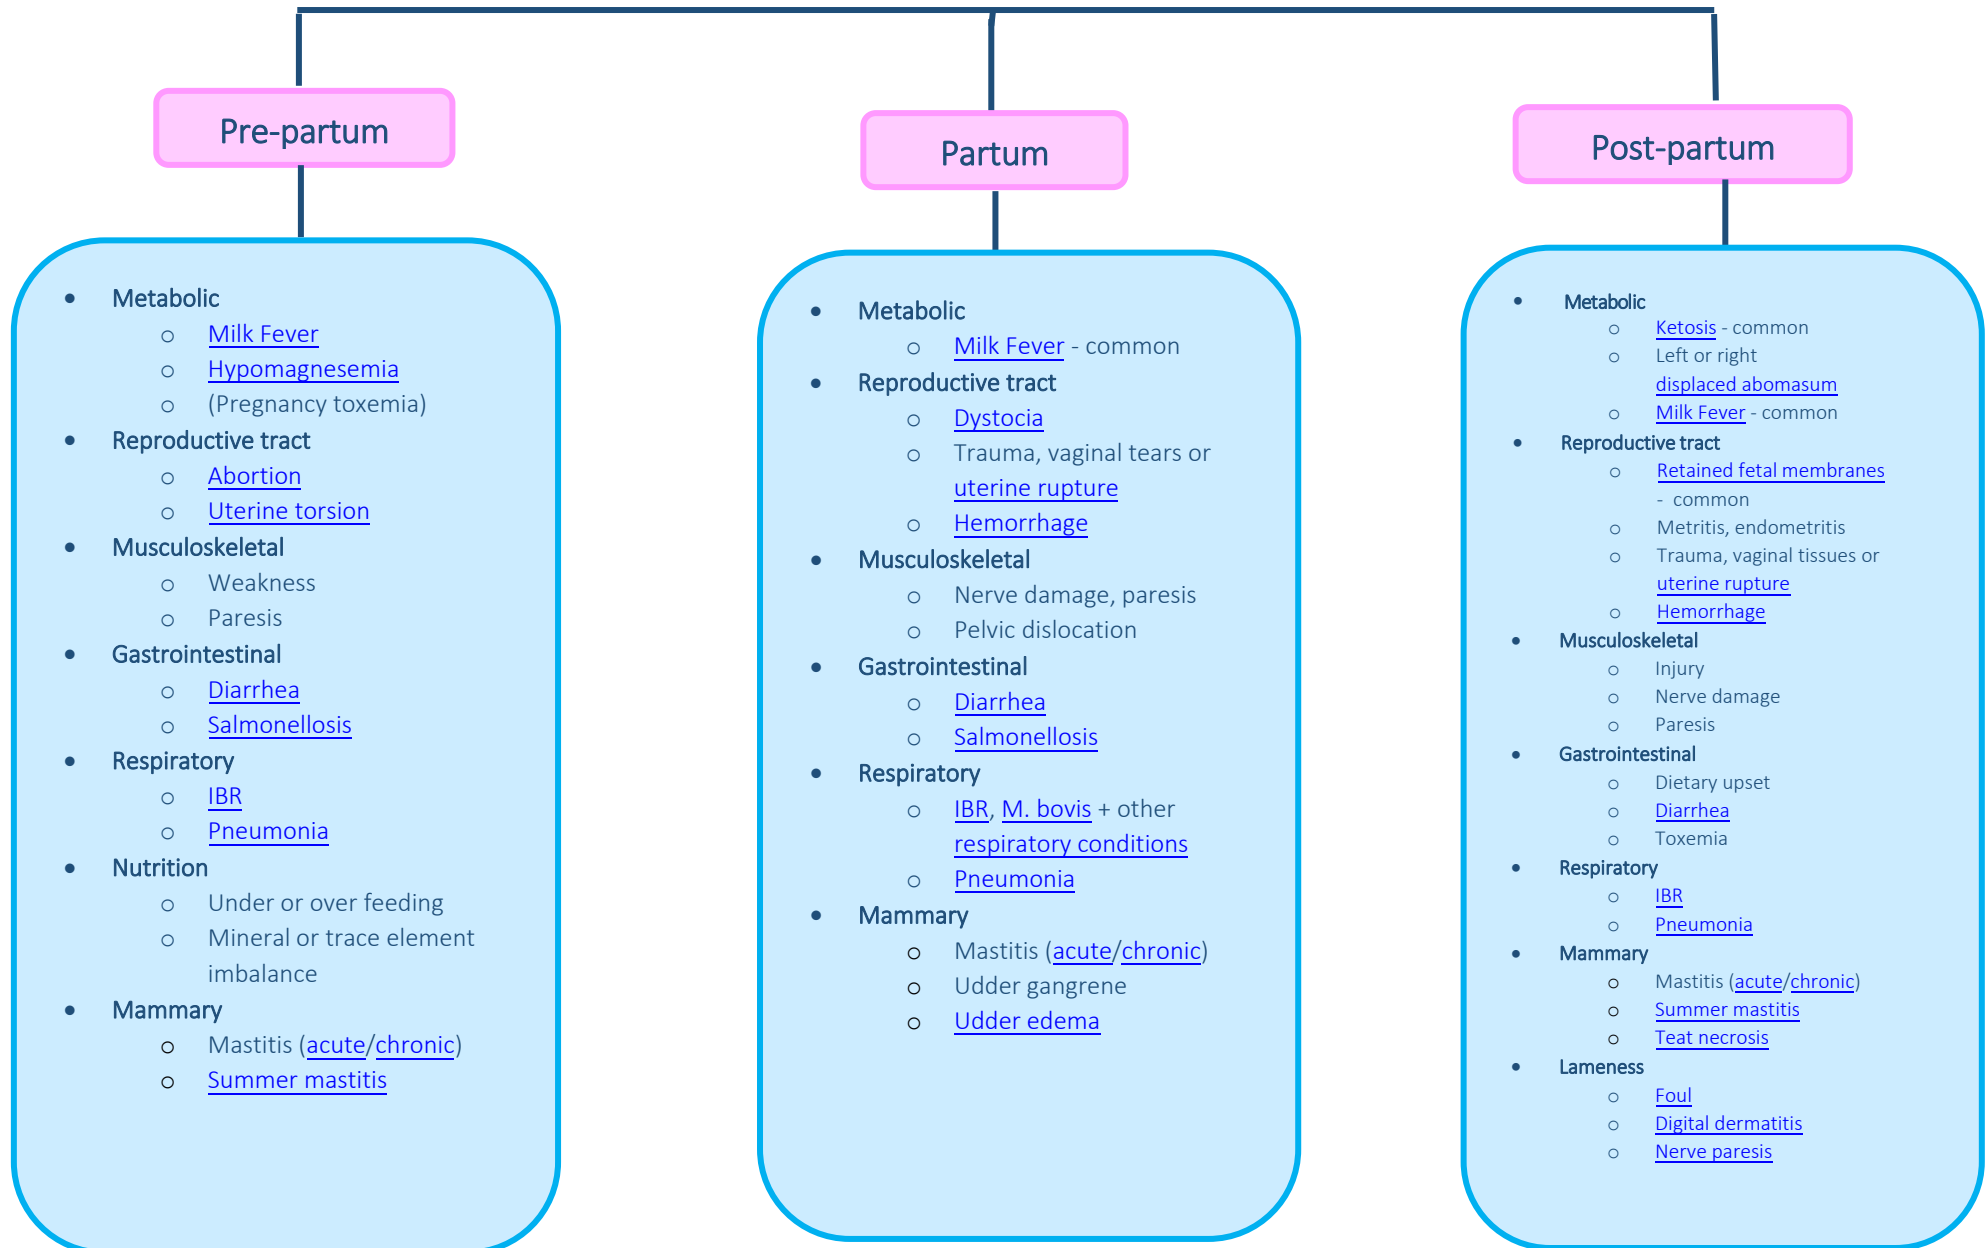 Pre-partum
• Metabolic
o Milk Fever
o Hypomagnesemia
o (Pregnancy toxemia)
• Reproductive tract
o Abortion
o Uterine torsion
• Musculoskeletal
o Weakness
o Paresis
• Gastrointestinal
o Diarrhea
o Salmonellosis
• Respiratory
o IBR
o Pneumonia
• Nutrition
o Under or over feeding
o Mineral or trace element
imbalance
• Mammary
o Mastitis (acute/chronic)
o Summer mastitis
Partum
• Metabolic
o Milk Fever - common
• Reproductive tract
o Dystocia
o Trauma, vaginal tears or
uterine rupture
o Hemorrhage
• Musculoskeletal
o Nerve damage, paresis
o Pelvic dislocation
• Gastrointestinal
o Diarrhea
o Salmonellosis
• Respiratory
o IBR, M. bovis + other
respiratory conditions
o Pneumonia
• Mammary
o Mastitis (acute/chronic)
o Udder gangrene
o Udder edema
Post-partum
• Metabolic
o Ketosis - common
o Left or right
displaced abomasum
o Milk Fever - common
• Reproductive tract
o Retained fetal membranes
- common
o Metritis, endometritis
o Trauma, vaginal tissues or
uterine rupture
o Hemorrhage
• Musculoskeletal
o Injury
o Nerve damage
o Paresis
• Gastrointestinal
o Dietary upset
o Diarrhea
o Toxemia
• Respiratory
o IBR
o Pneumonia
• Mammary
o Mastitis (acute/chronic)
o Summer mastitis
o Teat necrosis
• Lameness
o Foul
o Digital dermatitis
o Nerve paresis